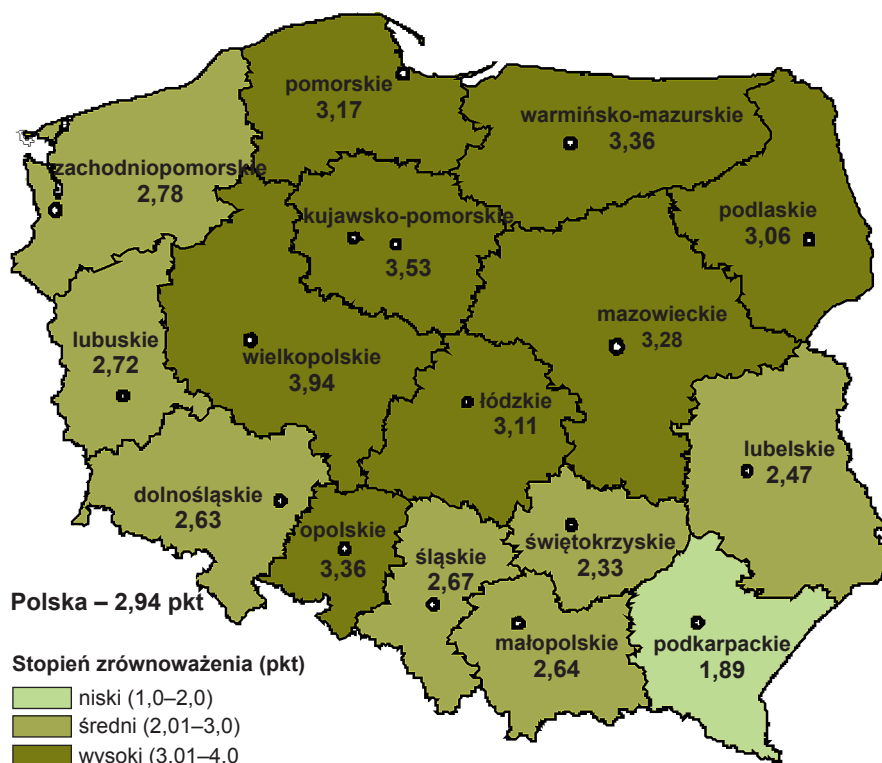 pomorskie
3,17
warmińsko-mazurskie
3,36
zachodniopomorskie
2,78
kujawsko-pomorskie
3,53
podlaskie
3,06
lubuskie
2,72
wielkopolskie
3,94
mazowieckie
3,28
łódzkie
3,11
lubelskie
2,47
dolnośląskie
2,63
opolskie
3,36
śląskie
2,67
świętokrzyskie
2,33
małopolskie
2,64
podkarpackie
1,89
Polska – 2,94 pkt
Stopień zrównoważenia (pkt)
niski (1,0–2,0)
średni (2,01–3,0)
wysoki (3,01–4,0